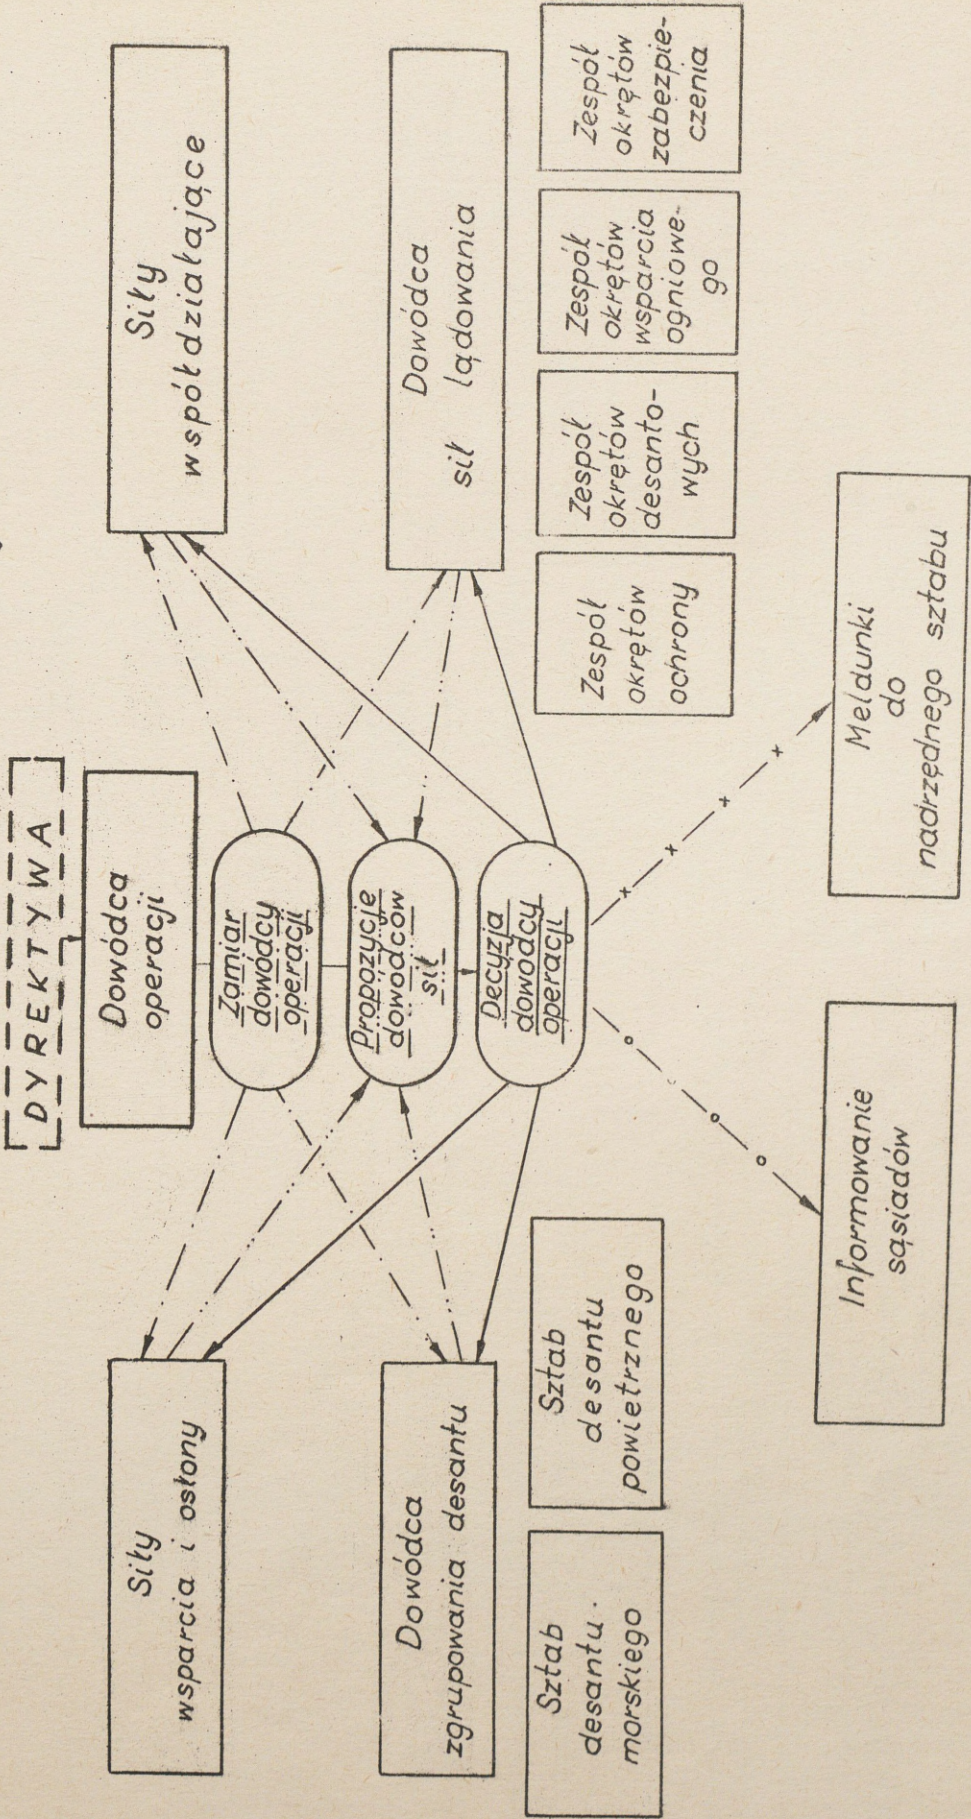 DYREKTYWA
Dowódca
operacji
Siły
wsparcia i osłony
Siły
współdziałające
Zamiar
dowódcy
operacji
Propozycje
dowódców
sił
Dowódca
zgrupowania desantu
Dowódca
sił lądowania
Decyzja
dowódcy
operacji
Sztab
desantu
morskiego
Sztab
desantu
powietrznego
Zespół
okrętów
ochrony
Zespół
okrętów
desanto-
wych
Zespół
okrętów
wsparcia
ogniowe-
go
Zespół
okrętów
zabezpie-
czenia
Informowanie
sąsiadów
Meldunki
do
nadrzędnego sztabu